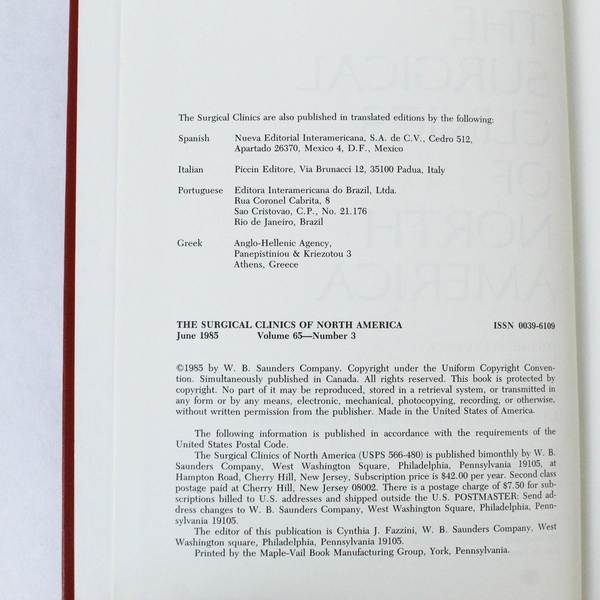 The Surgical Clinics are also published in translated editions by the following:
Spanish Nueva Editorial Interamericana, S.A. de C.V., Cedro 512,
Apartado 26370, Mexico 4, D.F., Mexico
Italian Piccin Editore, Via Brunacci 12, 35100 Padua, Italy
Portuguese Editora Interamericana do Brazil, Ltda.
Rua Coronel Cabrita, 8
Sao Cristovao, C.P., No. 21.176
Rio de Janeiro, Brazil
Greek Anglo-Hellenic Agency,
Panepistiniou & Kriezotou 3
Athens, Greece
THE SURGICAL CLINICS OF NORTH AMERICA ISSN 0039-6109
June 1985 Volume 65—Number 3
©1985 by W. B. Saunders Company. Copyright under the Uniform Copyright Conven-
tion. Simultaneously published in Canada. All rights reserved. This book is protected by
copyright. No part of it may be reproduced, stored in a retrieval system, or transmitted in
any form or by any means, electronic, mechanical, photocopying, recording, or otherwise,
without written permission from the publisher. Made in the United States of America.
The following information is published in accordance with the requirements of the
United States Postal Code.
The Surgical Clinics of North America (USPS 566-480) is published bimonthly by W. B.
Saunders Company, West Washington Square, Philadelphia, Pennsylvania 19105, at
Hampton Road, Cherry Hill, New Jersey, Subscription price is $42.00 per year. Second class
postage paid at Cherry Hill, New Jersey 08002. There is a postage charge of $7.50 for sub-
scriptions billed to U.S. addresses and shipped outside the U.S. POSTMASTER: Send ad-
dress changes to W. B. Saunders Company, West Washington Square, Philadelphia, Penn-
sylvania 19105.
The editor of this publication is Cynthia J. Fazzini, W. B. Saunders Company, West
Washington square, Philadelphia, Pennsylvania 19105.
Printed by the Maple-Vail Book Manufacturing Group, York, Pennsylvania.